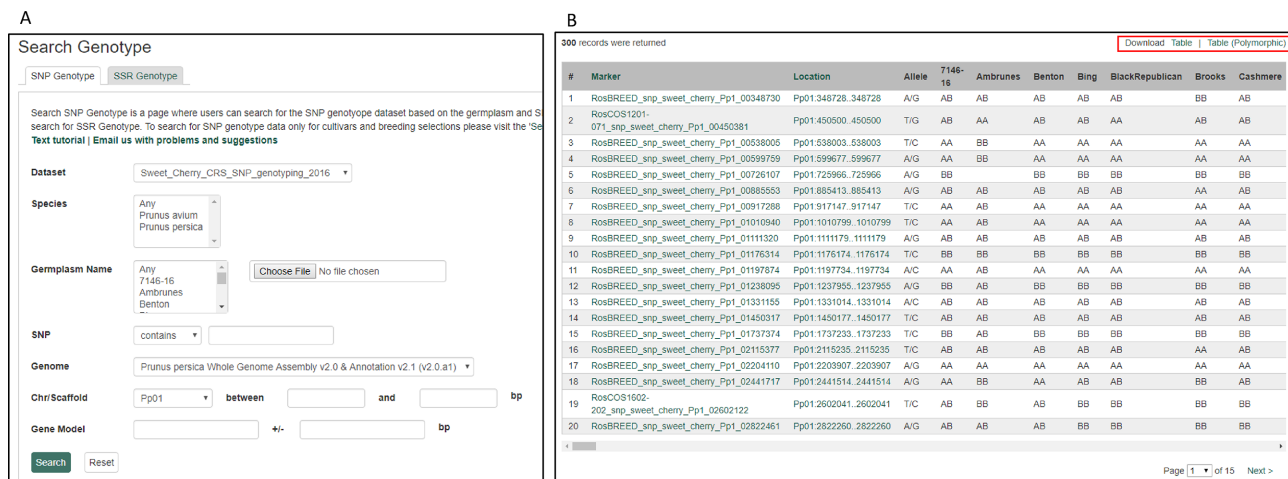 A
Search Genotype
SNP Genotype SSR Genotype
Search SNP Genotype is a page where users can search for the SNP genotyope dataset based on the germplasm and S
search for SSR Genotype. To search for SNP genotype data only for cultivars and breeding selections please visit the 'Se
Text tutorial | Email us with problems and suggestions
Dataset Sweet_Cherry_CRS_SNP_genotyping_2016
Species Any
Prunus avium
Prunus persica
Germplasm Name Any
7146-16
Ambrunes
Benton
Choose File No file chosen
SNP contains
Genome Prunus persica Whole Genome Assembly v2.0 & Annotation v2.1 (v2.0.a1)
Chr/Scaffold Pp01 between and bp
Gene Model +/- bp
Search Reset
B
300 records were returned Download Table | Table (Polymorphic)
# Marker Location Allele 7146-16 Ambrunes Benton Bing BlackRepublican Brooks Cashmere
1 RosBREED_snp_sweet_cherry_Pp1_00348730 Pp01:348728..348728 A/G AB AB AB AB AB BB AB
2 RosCOS1201-
071_snp_sweet_cherry_Pp1_00450381 Pp01:450500..450500 T/G AB AA AB AB AA AB AB
3 RosBREED_snp_sweet_cherry_Pp1_00538005 Pp01:538003..538003 T/C AA BB AA AA AA AA AA
4 RosBREED_snp_sweet_cherry_Pp1_00599759 Pp01:599677..599677 A/G AA BB AA AA AA AA AA
5 RosBREED_snp_sweet_cherry_Pp1_00726107 Pp01:725966..725966 A/G BB BB BB BB BB BB
6 RosBREED_snp_sweet_cherry_Pp1_00885553 Pp01:885413..885413 A/G AB AB AB AB AB AA AB
7 RosBREED_snp_sweet_cherry_Pp1_00917288 Pp01:917147..917147 T/C AA AB AA AA AA AA AA
8 RosBREED_snp_sweet_cherry_Pp1_01010940 Pp01:1010799..1010799 T/C AA AB AA AA AA AA AA
9 RosBREED_snp_sweet_cherry_Pp1_01111320 Pp01:1111179..1111179 A/G AB AB AB AB AB BB AB
10 RosBREED_snp_sweet_cherry_Pp1_01176314 Pp01:1176174..1176174 T/C BB BB BB BB BB BB BB
11 RosBREED_snp_sweet_cherry_Pp1_01197874 Pp01:1197734..1197734 A/C AA AB AA AA AA AA AA
12 RosBREED_snp_sweet_cherry_Pp1_01238095 Pp01:1237955..1237955 A/G BB AB BB BB BB BB BB
13 RosBREED_snp_sweet_cherry_Pp1_01331155 Pp01:1331014..1331014 A/C AB AB AB AB AB AA AB
14 RosBREED_snp_sweet_cherry_Pp1_01450317 Pp01:1450177..1450177 T/C AB AB AB AB AB BB AB
15 RosBREED_snp_sweet_cherry_Pp1_01737374 Pp01:1737233..1737233 T/C BB AB BB BB BB BB BB
16 RosBREED_snp_sweet_cherry_Pp1_02115377 Pp01:2115235..2115235 T/C AB AB AB AB AB AA AB
17 RosBREED_snp_sweet_cherry_Pp1_02204110 Pp01:2203907..2203907 A/G AA AA AA AA AA AA AA
18 RosBREED_snp_sweet_cherry_Pp1_02441717 Pp01:2441514..2441514 A/G AA BB AA AB BB AA AB
19 RosCOS1602-
202_snp_sweet_cherry_Pp1_02602122 Pp01:2602041..2602041 T/C AB BB AB BB BB BB BB
20 RosBREED_snp_sweet_cherry_Pp1_02822461 Pp01:2822260..2822260 A/G AB AB AB BB BB BB BB
Page 1 of 15 Next >